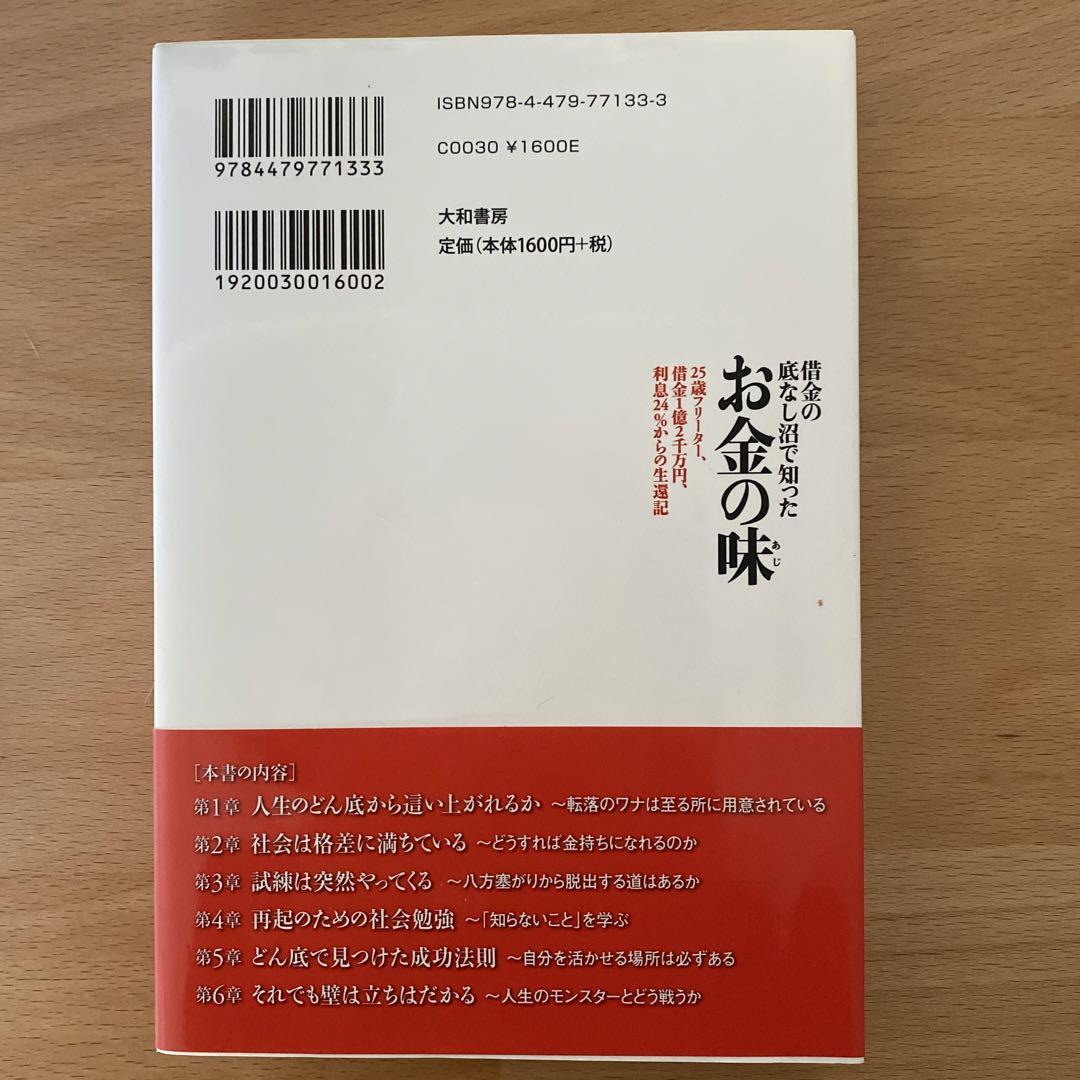 9784479771333
1920030016002
ISBN978-4-479-77133-3
C0030 ¥1600E
大和書房
定価(本体1600円+税)
借金の
底なし沼で知った
お金の味
あじ
25歳フリーター、
借金1億2千万円、
利息24%からの生還記
[本書の内容]
第1章 人生のどん底から這い上がれるか 〜転落のワナは至る所に用意されている
第2章 社会は格差に満ちている 〜どうすれば金持ちになれるのか
第3章 試練は突然やってくる 〜八方塞がりから脱出する道はあるか
第4章 再起のための社会勉強 〜「知らないこと」を学ぶ
第5章 どん底で見つけた成功法則 〜自分を活かせる場所は必ずある
第6章 それでも壁は立ちはだかる 〜人生のモンスターとどう戦うか